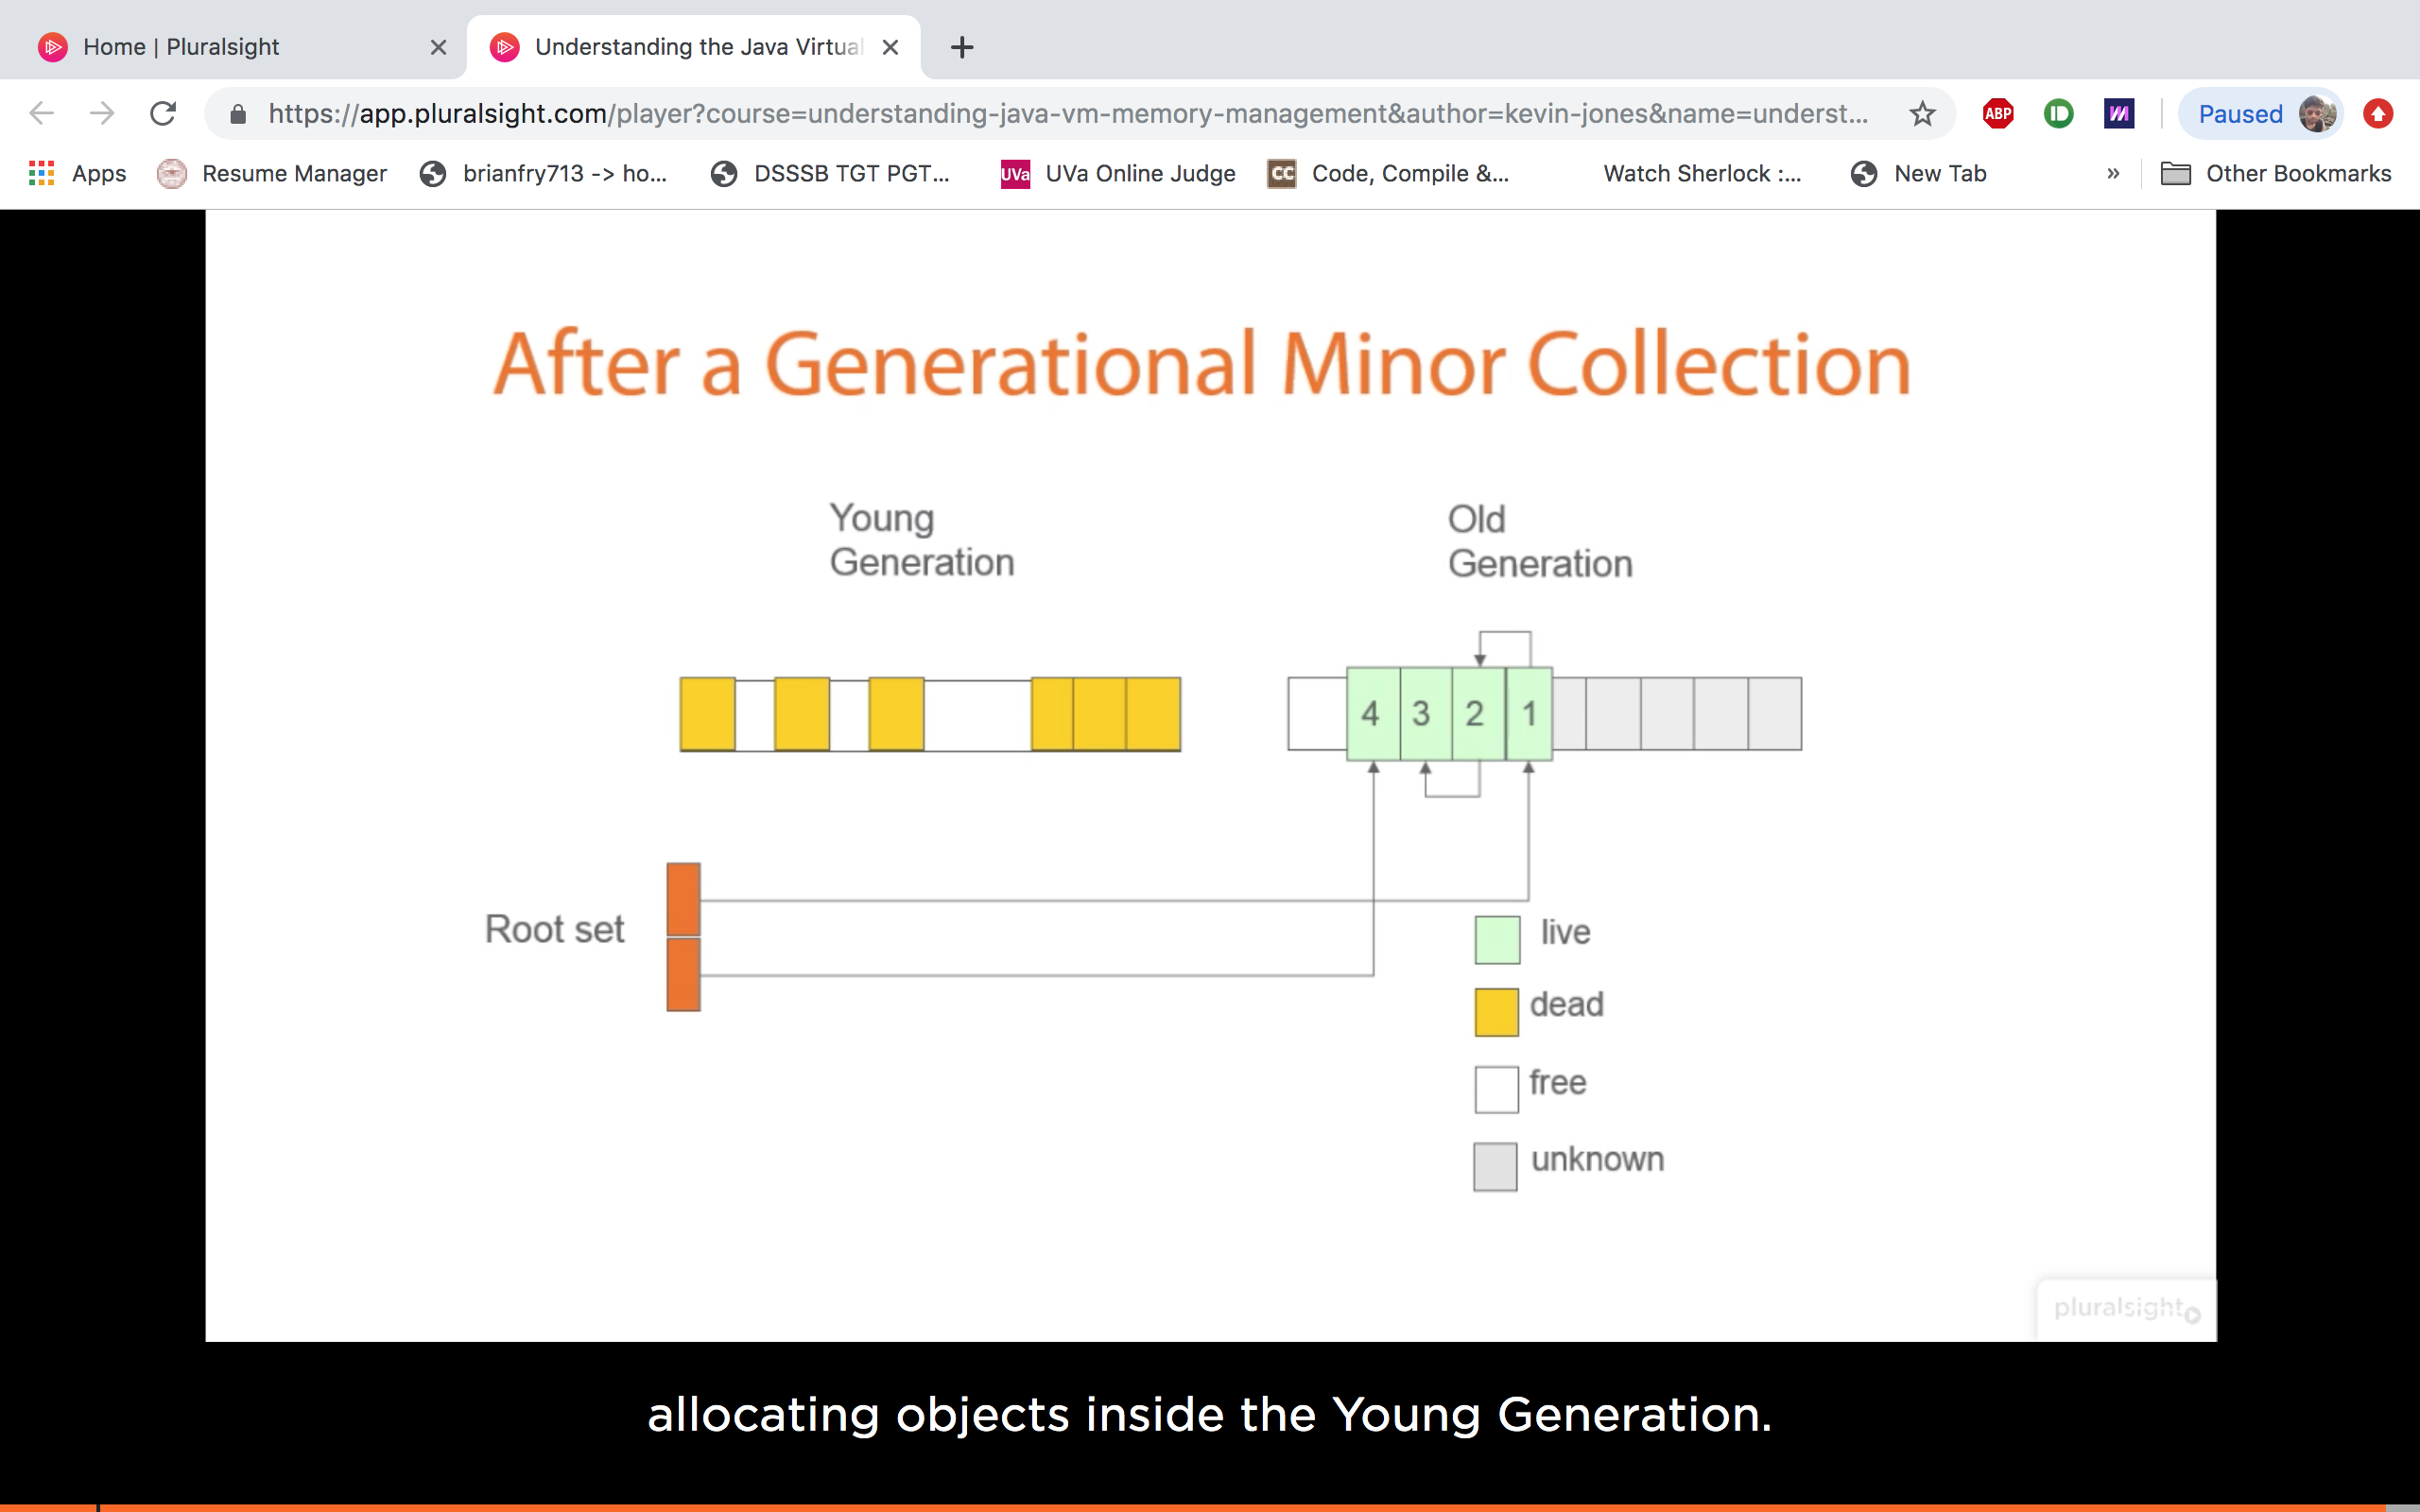 Home | Pluralsight
Understanding the Java Virtual
https://app.pluralsight.com/player?course=understanding-java-vm-memory-management&author=kevin-jones&name=underst...
ABP
Paused
Apps
Resume Manager
brianfry713 -> ho...
DSSSB TGT PGT...
UVa
UVa Online Judge
CC
Code, Compile &...
Watch Sherlock :...
New Tab
»
Other Bookmarks
After a Generational Minor Collection
Young
Generation
Old
Generation
4 3 2 1
Root set
live
dead
free
unknown
pluralsight
allocating objects inside the Young Generation.